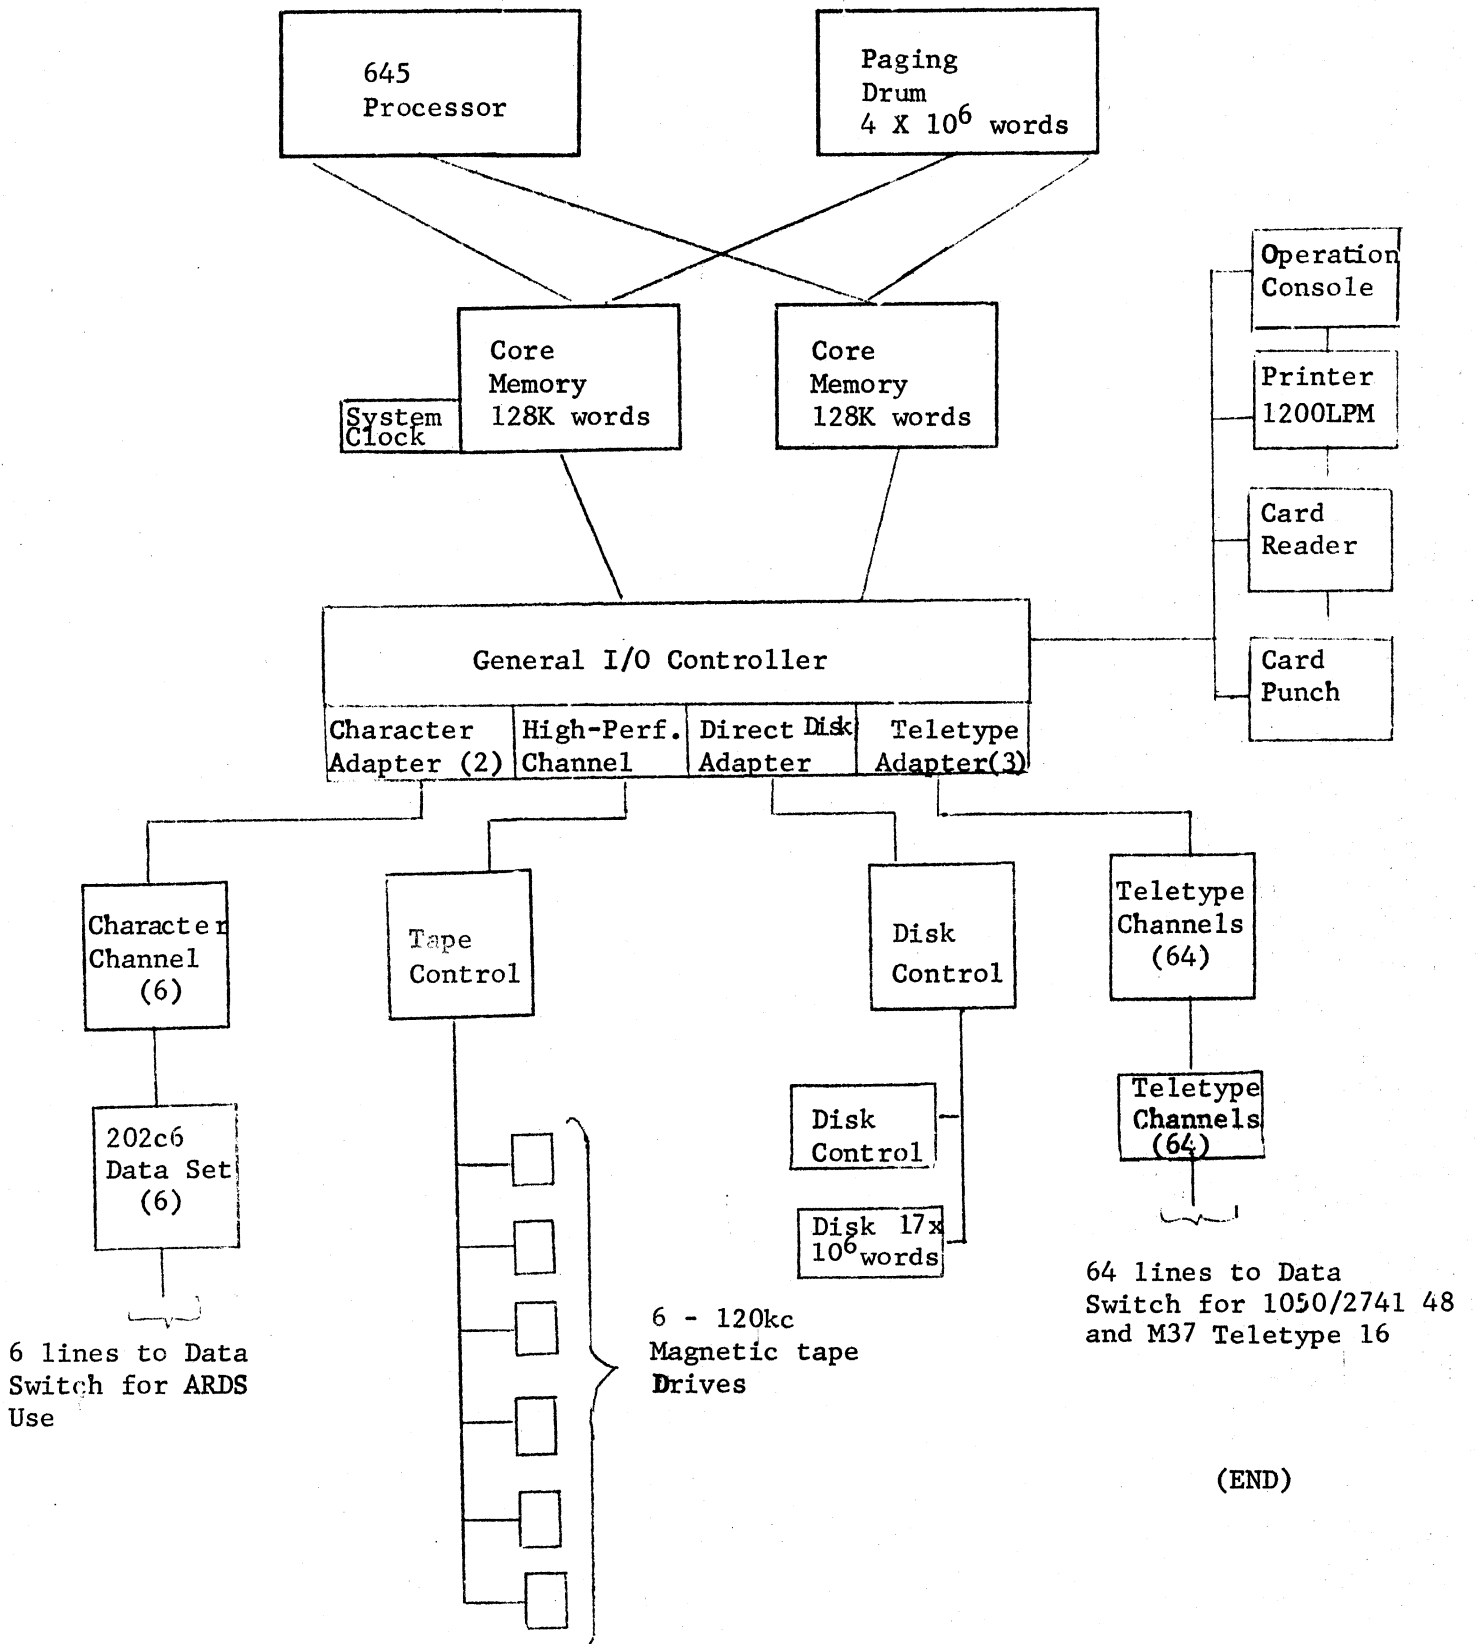 645
Processor
Paging
Drum
4 X 10⁶ words
Operation
Console
Printer
1200LPM
Card
Reader
Card
Punch
Core
Memory
128K words
System
Clock
Core
Memory
128K words
General I/O Controller
Character
Adapter (2)
High-Perf.
Channel
Direct Disk
Adapter
Teletype
Adapter(3)
Character
Channel
(6)
Tape
Control
Disk
Control
Teletype
Channels
(64)
202c6
Data Set
(6)
Disk
Control
Disk 17x
10⁶ words
Teletype
Channels
(64)
6 lines to Data
Switch for ARDS
Use
6 - 120kc
Magnetic tape
Drives
64 lines to Data
Switch for 1050/2741 48
and M37 Teletype 16
(END)